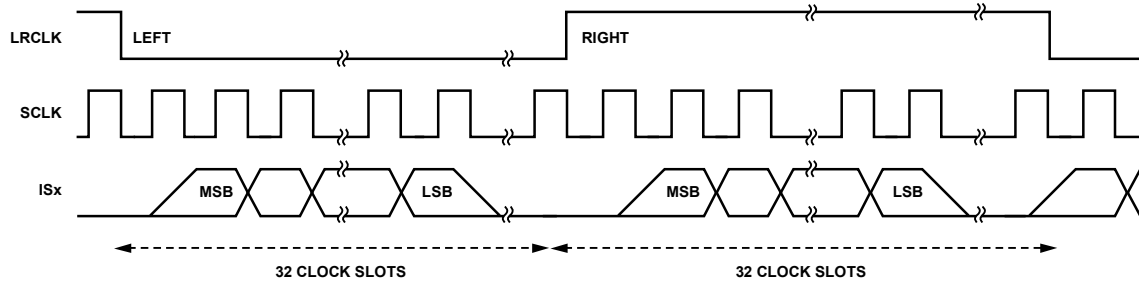 LRCLK LEFT RIGHT
SCLK
ISx MSB LSB MSB LSB
32 CLOCK SLOTS 32 CLOCK SLOTS